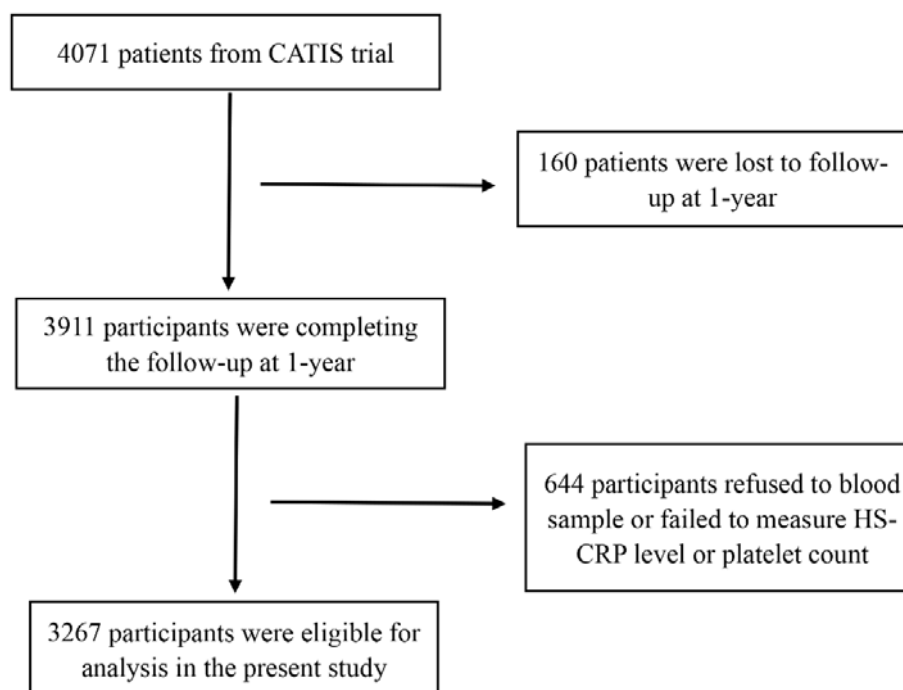 4071 patients from CATIS trial
160 patients were lost to follow-
up at 1-year
3911 participants were completing
the follow-up at 1-year
644 participants refused to blood
sample or failed to measure HS-
CRP level or platelet count
3267 participants were eligible for
analysis in the present study